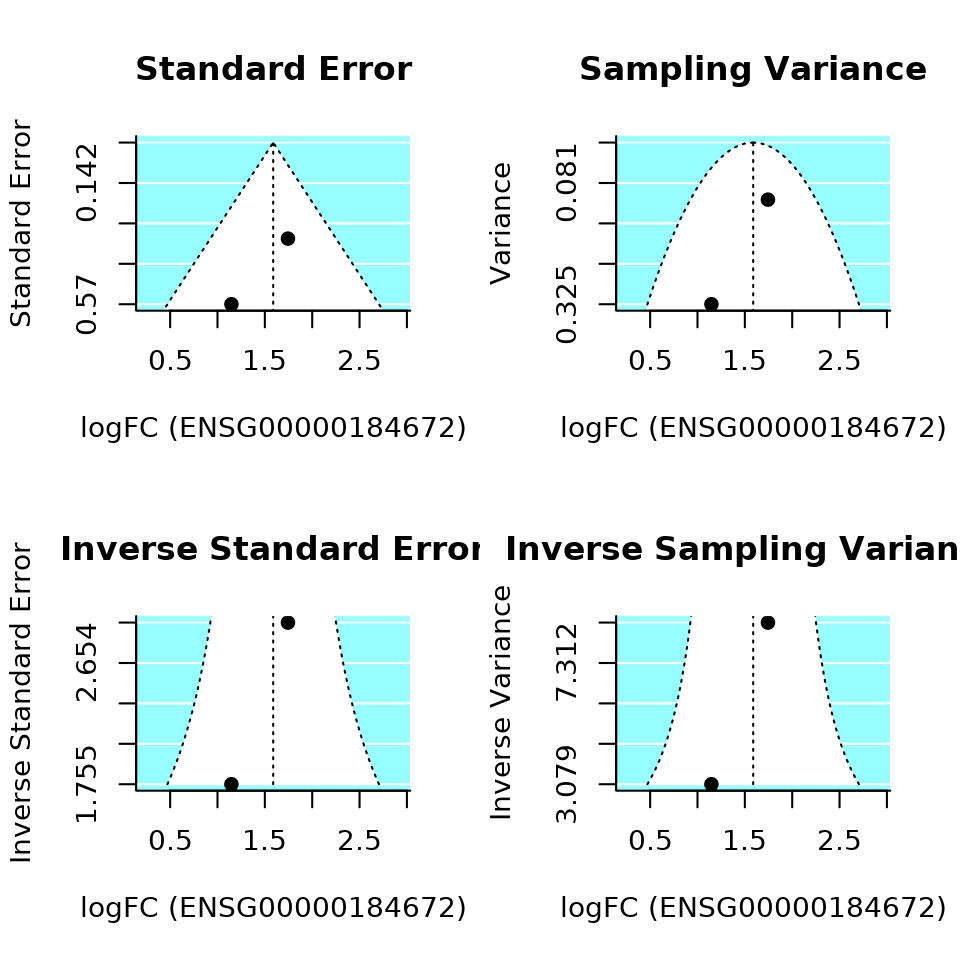 Standard Error
Standard Error
0.142
0.57
0.5 1.5 2.5
logFC (ENSG00000184672)
Sampling Variance
Variance
0.081
0.325
0.5 1.5 2.5
logFC (ENSG00000184672)
Inverse Standard Error
Inverse Standard Error
2.654
1.755
0.5 1.5 2.5
logFC (ENSG00000184672)
Inverse Sampling Varian
Inverse Variance
7.312
3.079
0.5 1.5 2.5
logFC (ENSG00000184672)